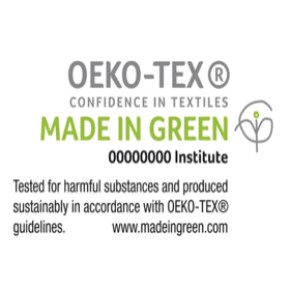 OEKO-TEX®
CONFIDENCE IN TEXTILES
MADE IN GREEN
00000000 Institute
Tested for harmful substances and produced
sustainably in accordance with OEKO-TEX®
guidelines. www.madeingreen.com